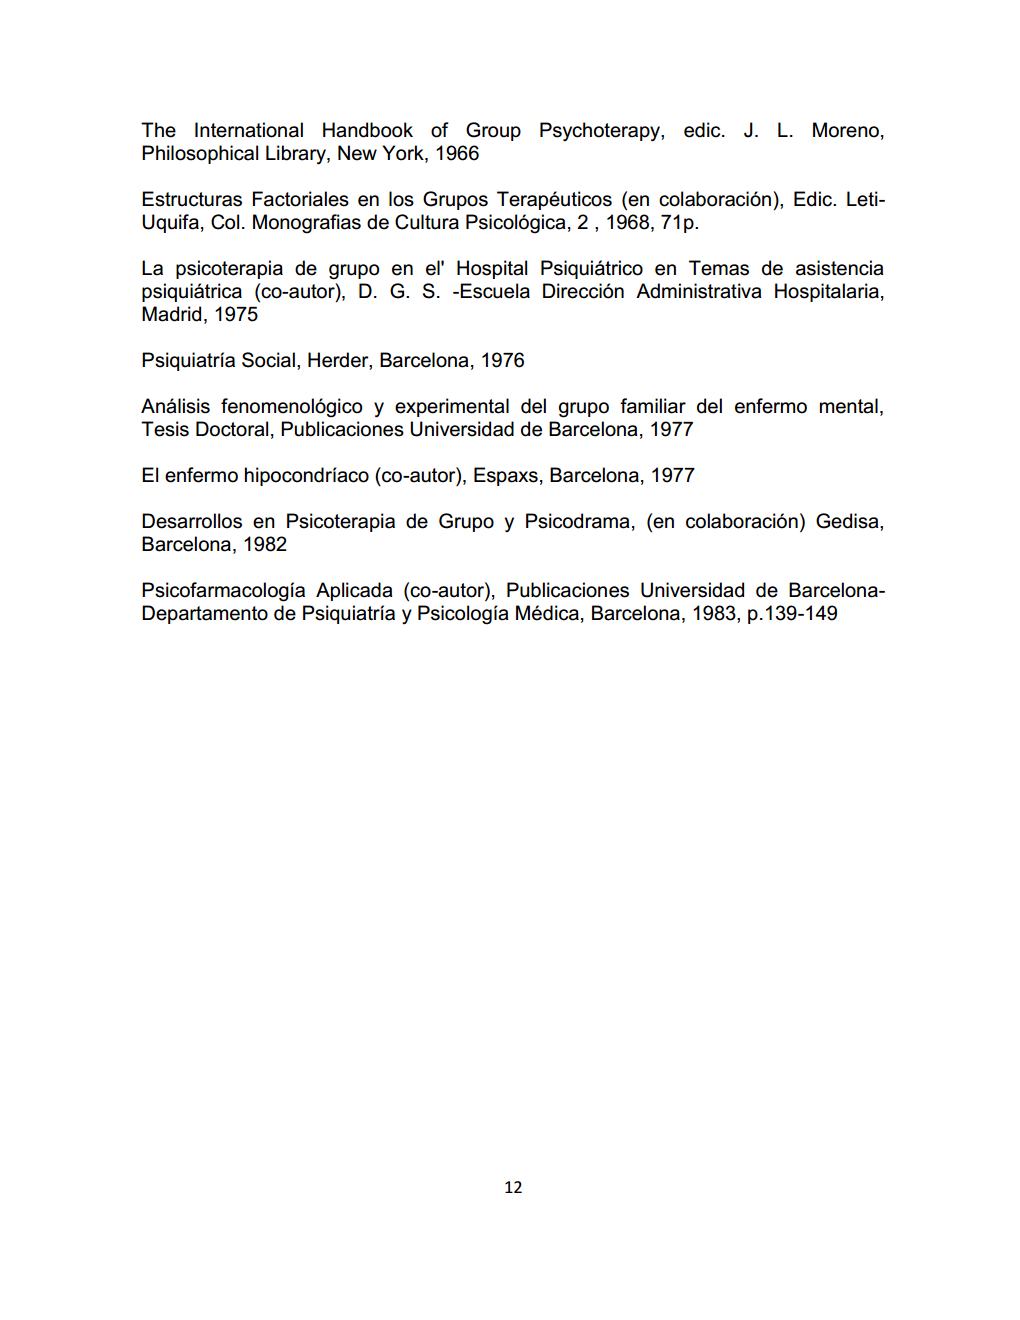 The International Handbook of Group Psychoterapy, edic. J. L. Moreno,
Philosophical Library, New York, 1966
Estructuras Factoriales en los Grupos Terapéuticos (en colaboración), Edic. Leti-
Uquifa, Col. Monografias de Cultura Psicológica, 2 , 1968, 71p.
La psicoterapia de grupo en el' Hospital Psiquiátrico en Temas de asistencia
psiquiátrica (co-autor), D. G. S. -Escuela Dirección Administrativa Hospitalaria,
Madrid, 1975
Psiquiatría Social, Herder, Barcelona, 1976
Análisis fenomenológico y experimental del grupo familiar del enfermo mental,
Tesis Doctoral, Publicaciones Universidad de Barcelona, 1977
El enfermo hipocondríaco (co-autor), Espaxs, Barcelona, 1977
Desarrollos en Psicoterapia de Grupo y Psicodrama, (en colaboración) Gedisa,
Barcelona, 1982
Psicofarmacología Aplicada (co-autor), Publicaciones Universidad de Barcelona-
Departamento de Psiquiatría y Psicología Médica, Barcelona, 1983, p.139-149
12